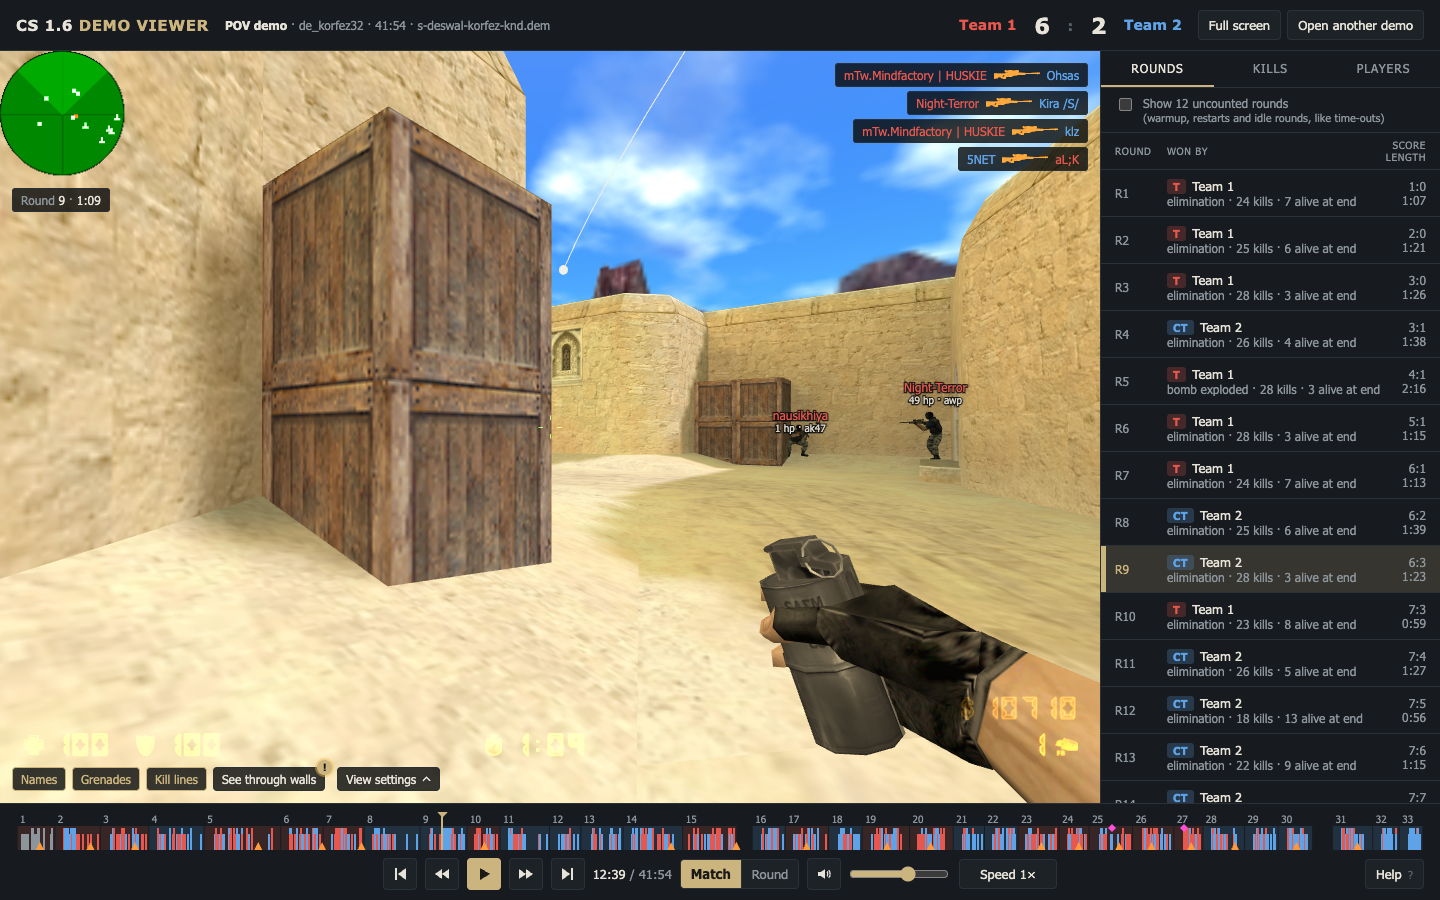 CS 1.6 DEMO VIEWER
POV demo · de_korfez32 · 41:54 · s-deswal-korfez-knd.dem
Team 1 6 : 2 Team 2
Full screen
Open another demo
mTw.Mindfactory | HUSKIE Ohsas
Night-Terror Kira /S/
mTw.Mindfactory | HUSKIE klz
5NET aL;K
Round 9 · 1:09
Night-Terror
49 hp · awp
nausikhiya
1 hp · ak47
100 100 1:09
Names
Grenades
Kill lines
See through walls
!
View settings
ROUNDS KILLS PLAYERS
Show 12 uncounted rounds
(warmup, restarts and idle rounds, like time-outs)
ROUND WON BY SCORE
LENGTH
R1 T Team 1 1:0
elimination · 24 kills · 7 alive at end 1:07
R2 T Team 1 2:0
elimination · 25 kills · 6 alive at end 1:21
R3 T Team 1 3:0
elimination · 28 kills · 3 alive at end 1:26
R4 CT Team 2 3:1
elimination · 26 kills · 4 alive at end 1:38
R5 T Team 1 4:1
bomb exploded · 28 kills · 3 alive at end 2:16
R6 T Team 1 5:1
elimination · 28 kills · 3 alive at end 1:15
R7 T Team 1 6:1
elimination · 24 kills · 7 alive at end 1:13
R8 CT Team 2 6:2
elimination · 25 kills · 6 alive at end 1:39
R9 CT Team 2 6:3
elimination · 28 kills · 3 alive at end 1:23
R10 T Team 1 7:3
elimination · 23 kills · 8 alive at end 0:59
R11 CT Team 2 7:4
elimination · 26 kills · 5 alive at end 1:27
R12 CT Team 2 7:5
elimination · 18 kills · 13 alive at end 0:56
R13 CT Team 2 7:6
elimination · 22 kills · 9 alive at end 1:15
R14 CT Team 2 7:7
1 2 3 4 5 6 7 8 9 10 11 12 13 14 15 16 17 18 19 20 21 22 23 24 25 26 27 28 29 30 31 32 33
12:39 / 41:54
Match
Round
Speed 1×
Help ?